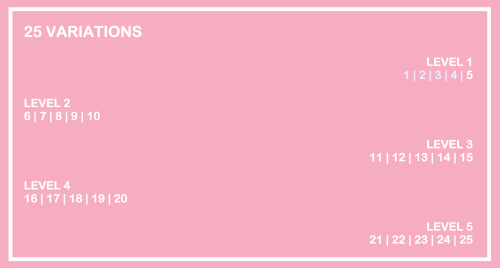 25 VARIATIONS
LEVEL 1
1 | 2 | 3 | 4 | 5
LEVEL 2
6 | 7 | 8 | 9 | 10
LEVEL 3
11 | 12 | 13 | 14 | 15
LEVEL 4
16 | 17 | 18 | 19 | 20
LEVEL 5
21 | 22 | 23 | 24 | 25